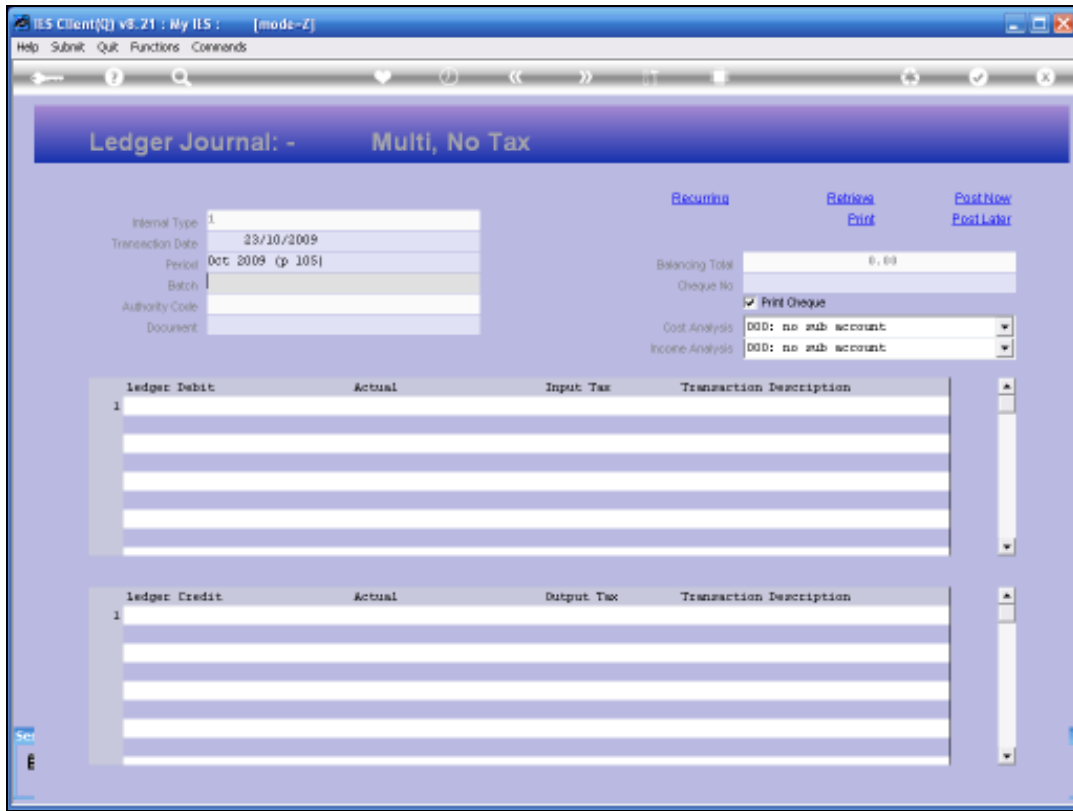 IES Client(Q) v8.21 : My IES : [mode-Z]
Help Submit Quit Functions Commands
Ledger Journal: - Multi, No Tax
Recurring Retrieve Post Now
Print Post Later
Internal Type 1
Transaction Date 23/10/2009
Period Oct 2009 (p 105)
Batch
Authority Code
Document
Balancing Total 0.00
Cheque No
Print Cheque
Cost Analysis 000: no sub account
Income Analysis 000: no sub account
Ledger Debit Actual Input Tax Transaction Description
1
Ledger Credit Actual Output Tax Transaction Description
1